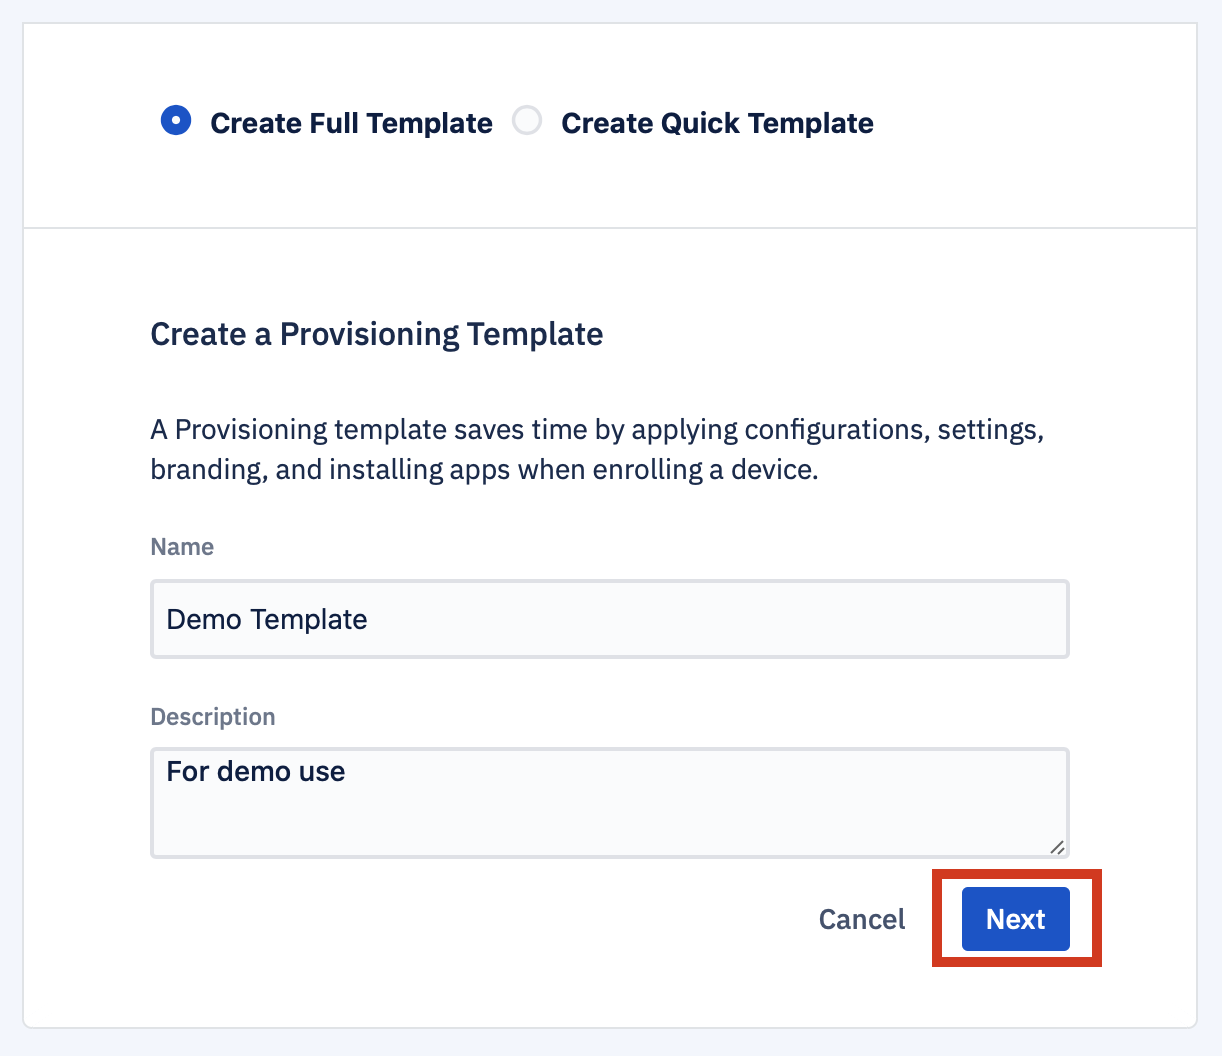 Create Full Template Create Quick Template
Create a Provisioning Template
A Provisioning template saves time by applying configurations, settings,
branding, and installing apps when enrolling a device.
Name
Demo Template
Description
For demo use
Cancel Next